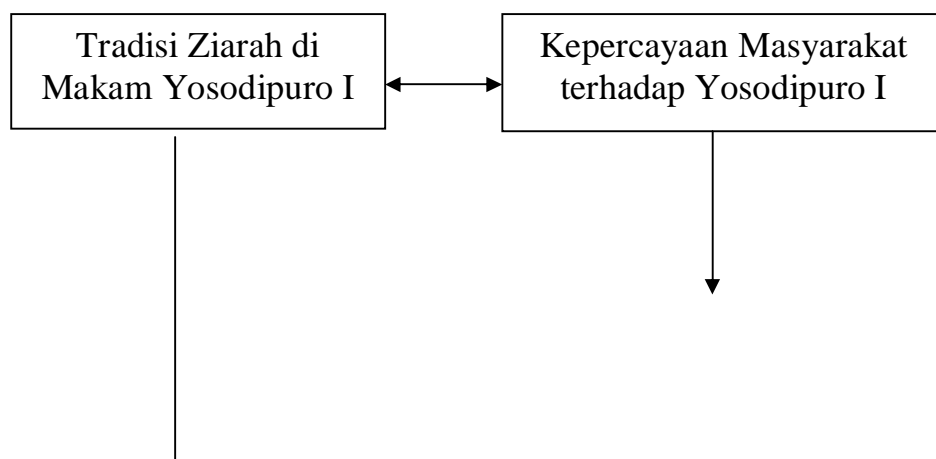 Tradisi Ziarah di
Makam Yosodipuro I
Kepercayaan Masyarakat
terhadap Yosodipuro I